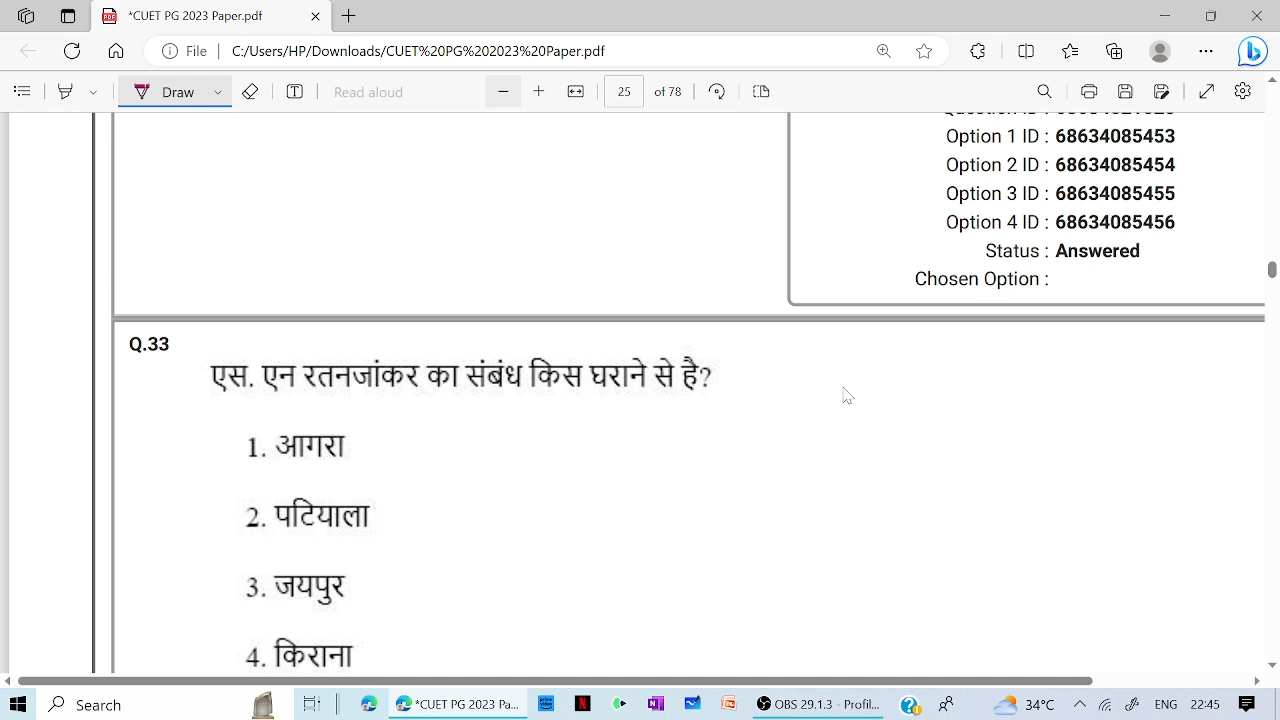 *CUET PG 2023 Paper.pdf
File
C:/Users/HP/Downloads/CUET%20PG%202023%20Paper.pdf
Draw
Read aloud
25
of 78
Option 1 ID : 68634085453
Option 2 ID : 68634085454
Option 3 ID : 68634085455
Option 4 ID : 68634085456
Status : Answered
Chosen Option :
Q.33
एस. एन रतनजांकर का संबंध किस घराने से है?
1. आगरा
2. पटियाला
3. जयपुर
4. किराना
Search
*CUET PG 2023 Pa...
OBS 29.1.3 - Profil...
34°C
ENG
22:45